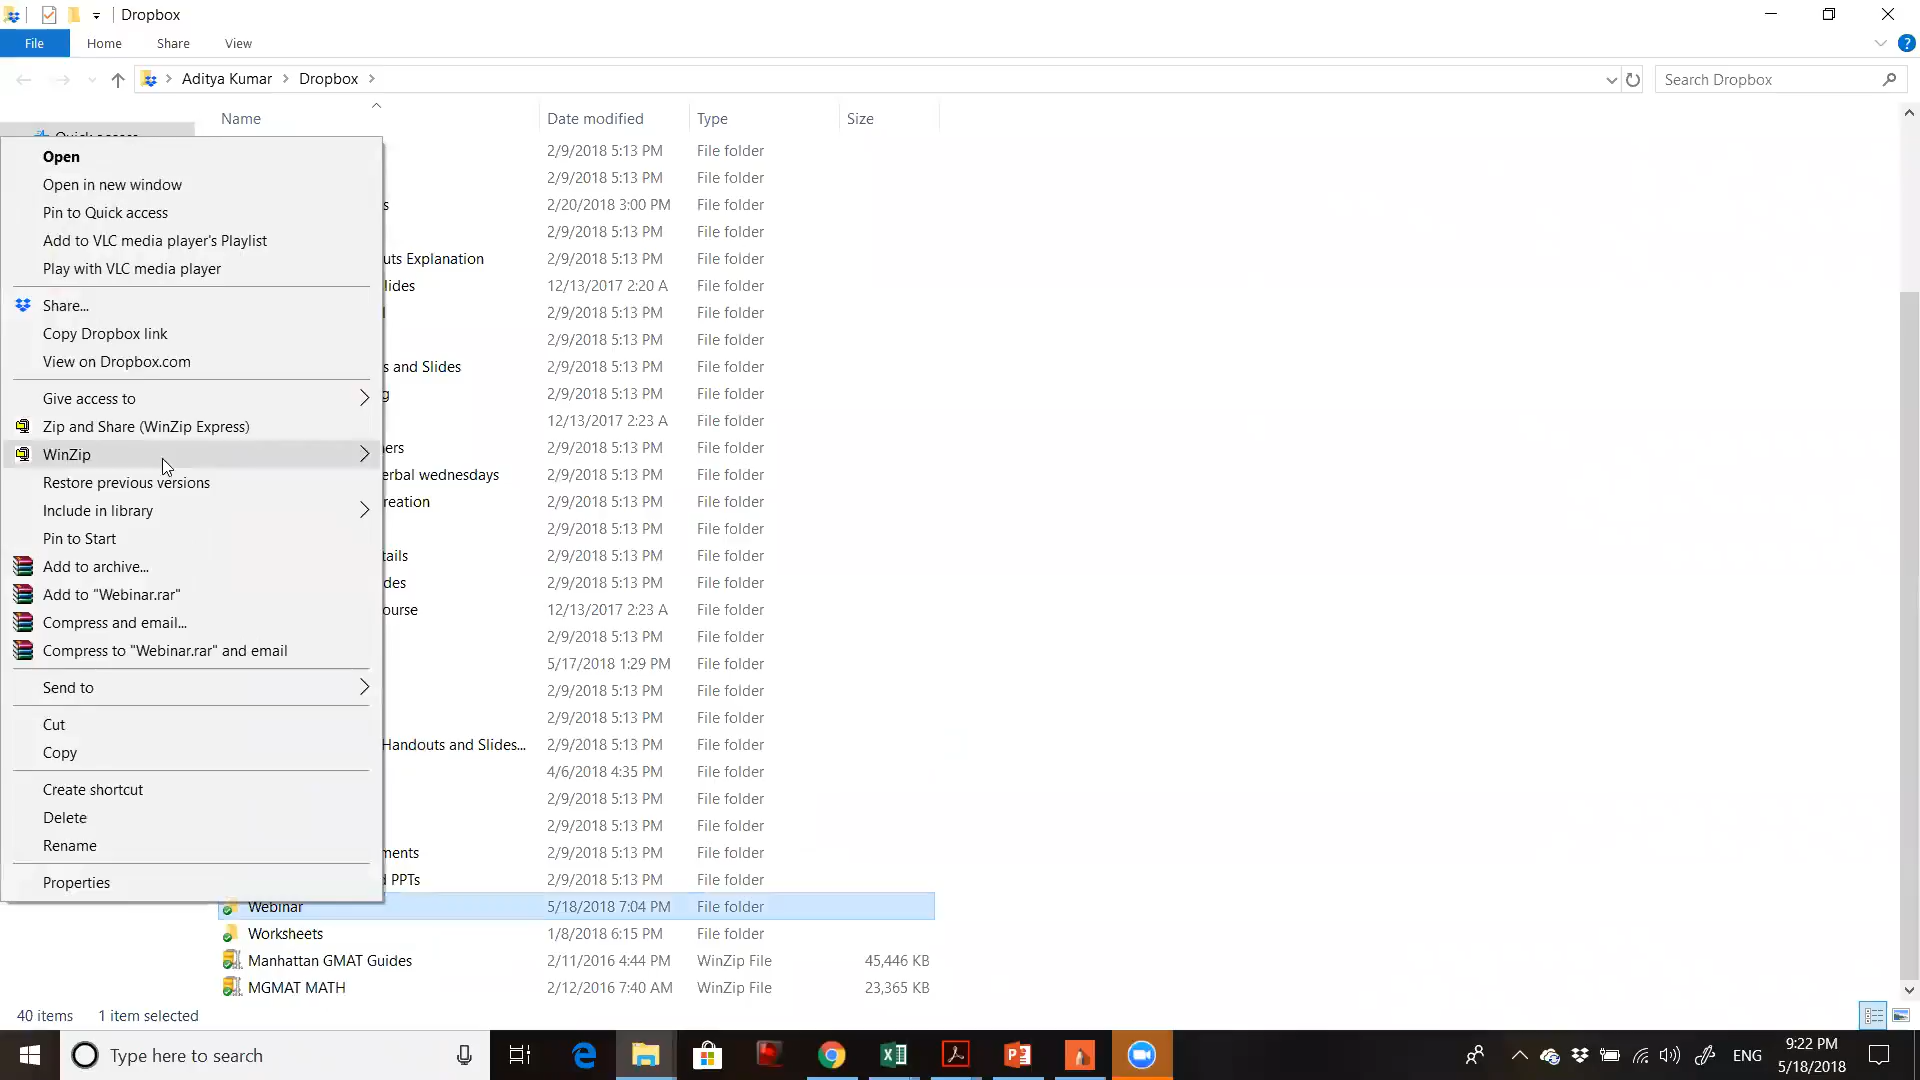 Dropbox
File Home Share View
Aditya Kumar Dropbox
Search Dropbox
Name Date modified Type Size
Quick access
2/9/2018 5:13 PM File folder
2/9/2018 5:13 PM File folder
s 2/20/2018 3:00 PM File folder
2/9/2018 5:13 PM File folder
uts Explanation 2/9/2018 5:13 PM File folder
lides 12/13/2017 2:20 A File folder
l 2/9/2018 5:13 PM File folder
2/9/2018 5:13 PM File folder
s and Slides 2/9/2018 5:13 PM File folder
g 2/9/2018 5:13 PM File folder
12/13/2017 2:23 A File folder
ers 2/9/2018 5:13 PM File folder
erbal wednesdays 2/9/2018 5:13 PM File folder
reation 2/9/2018 5:13 PM File folder
2/9/2018 5:13 PM File folder
tails 2/9/2018 5:13 PM File folder
des 2/9/2018 5:13 PM File folder
ourse 12/13/2017 2:23 A File folder
2/9/2018 5:13 PM File folder
5/17/2018 1:29 PM File folder
2/9/2018 5:13 PM File folder
2/9/2018 5:13 PM File folder
Handouts and Slides... 2/9/2018 5:13 PM File folder
4/6/2018 4:35 PM File folder
2/9/2018 5:13 PM File folder
2/9/2018 5:13 PM File folder
ments 2/9/2018 5:13 PM File folder
PPTs 2/9/2018 5:13 PM File folder
Webinar 5/18/2018 7:04 PM File folder
Worksheets 1/8/2018 6:15 PM File folder
Manhattan GMAT Guides 2/11/2016 4:44 PM WinZip File 45,446 KB
MGMAT MATH 2/12/2016 7:40 AM WinZip File 23,365 KB
Open
Open in new window
Pin to Quick access
Add to VLC media player's Playlist
Play with VLC media player
Share...
Copy Dropbox link
View on Dropbox.com
Give access to
Zip and Share (WinZip Express)
WinZip
Restore previous versions
Include in library
Pin to Start
Add to archive...
Add to "Webinar.rar"
Compress and email...
Compress to "Webinar.rar" and email
Send to
Cut
Copy
Create shortcut
Delete
Rename
Properties
40 items 1 item selected
Type here to search
ENG
9:22 PM
5/18/2018